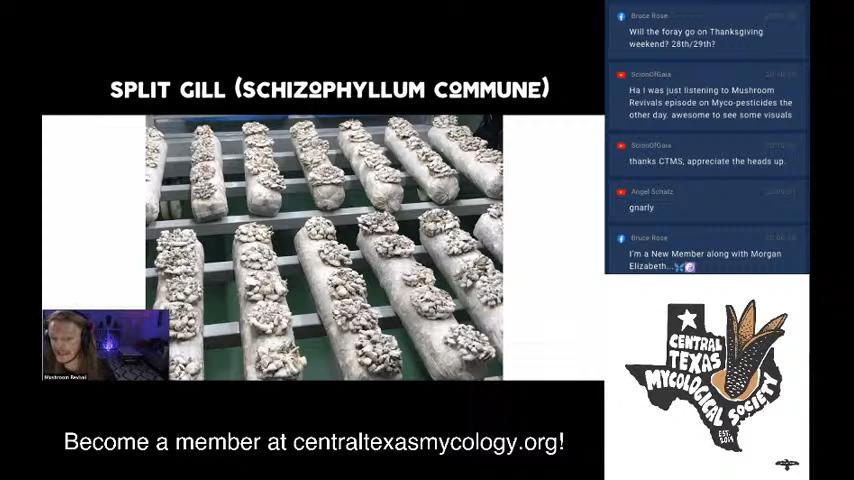 SPLIT GILL (SCHIZOPHYLLUM COMMUNE)
Mushroom Revival
Become a member at centraltexasmycology.org!
Bruce Rose
Will the foray go on Thanksgiving
weekend? 28th/29th?
ScionOfGaia
Ha I was just listening to Mushroom
Revivals episode on Myco-pesticides the
other day. awesome to see some visuals
ScionOfGaia
thanks CTMS, appreciate the heads up.
Angel Schatz
gnarly
Bruce Rose
I'm a New Member along with Morgan
Elizabeth...
CENTRAL
TEXAS
MYCOLOGICAL
SOCIETY
EST.
2019